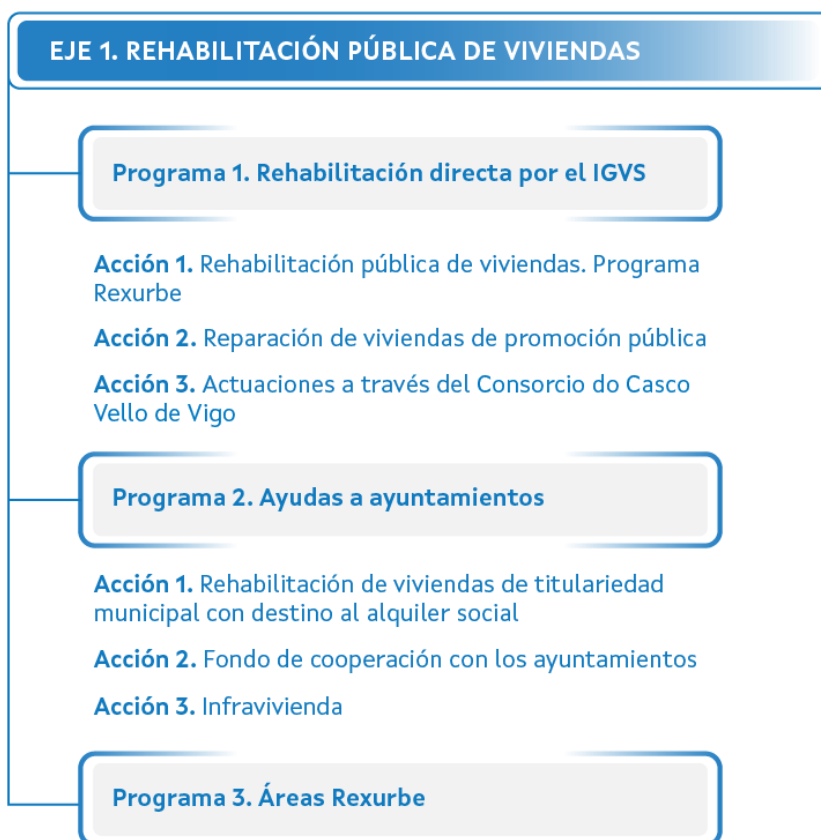 EJE 1. REHABILITACIÓN PÚBLICA DE VIVIENDAS
Programa 1. Rehabilitación directa por el IGVS
Acción 1. Rehabilitación pública de viviendas. Programa
Rexurbe
Acción 2. Reparación de viviendas de promoción pública
Acción 3. Actuaciones a través del Consorcio do Casco
Vello de Vigo
Programa 2. Ayudas a ayuntamientos
Acción 1. Rehabilitación de viviendas de titulariedad
municipal con destino al alquiler social
Acción 2. Fondo de cooperación con los ayuntamientos
Acción 3. Infravivienda
Programa 3. Áreas Rexurbe